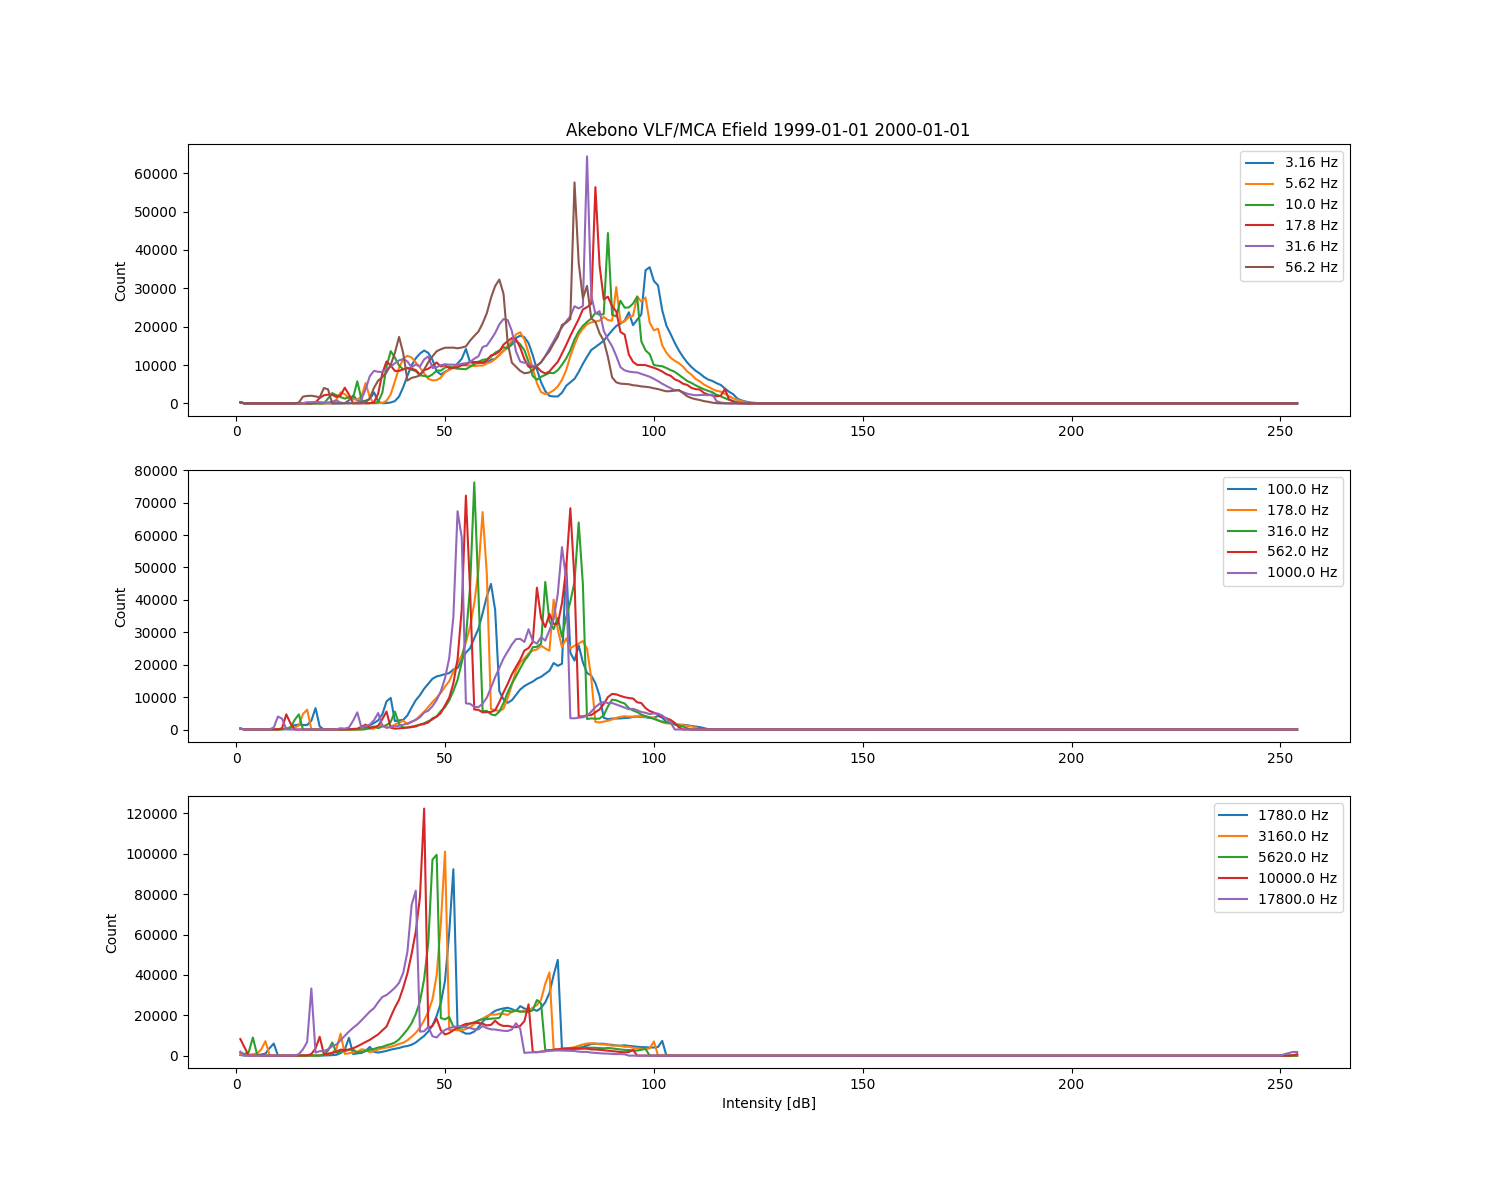 Akebono VLF/MCA Efield 1999-01-01 2000-01-01
60000
50000
40000
30000
20000
10000
0
Count
0 50 100 150 200 250
3.16 Hz
5.62 Hz
10.0 Hz
17.8 Hz
31.6 Hz
56.2 Hz
80000
70000
60000
50000
40000
30000
20000
10000
0
Count
0 50 100 150 200 250
100.0 Hz
178.0 Hz
316.0 Hz
562.0 Hz
1000.0 Hz
120000
100000
80000
60000
40000
20000
0
Count
0 50 100 150 200 250
Intensity [dB]
1780.0 Hz
3160.0 Hz
5620.0 Hz
10000.0 Hz
17800.0 Hz